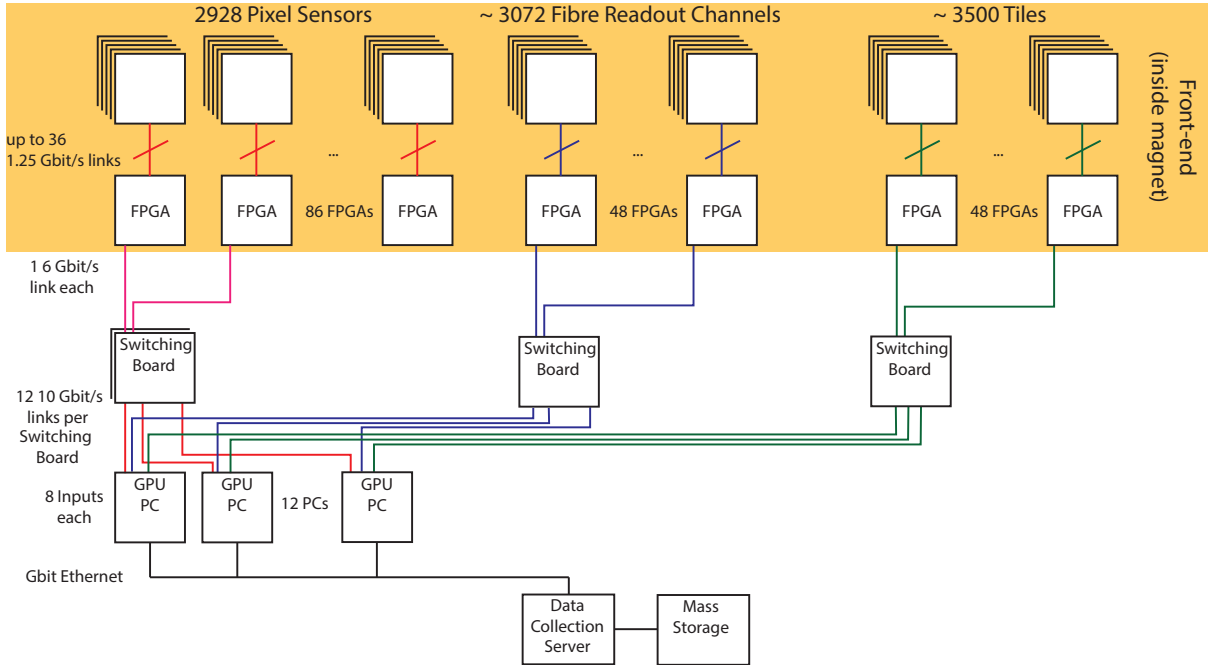 2928 Pixel Sensors
~ 3072 Fibre Readout Channels
~ 3500 Tiles
Front-end
(inside magnet)
up to 36
1.25 Gbit/s links
...
...
...
FPGA
FPGA
86 FPGAs
FPGA
FPGA
48 FPGAs
FPGA
FPGA
48 FPGAs
FPGA
1 6 Gbit/s
link each
Switching
Board
Switching
Board
Switching
Board
12 10 Gbit/s
links per
Switching
Board
8 Inputs
each
GPU
PC
GPU
PC
12 PCs
GPU
PC
Gbit Ethernet
Data
Collection
Server
Mass
Storage